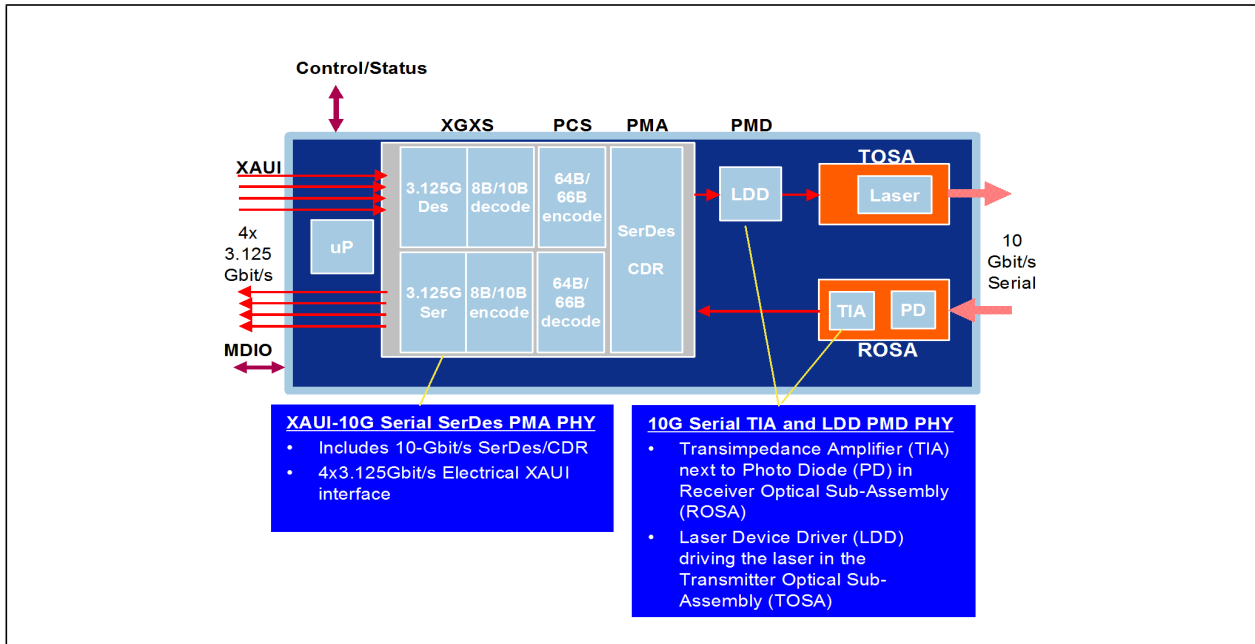 Control/Status
XGXS PCS PMA PMD
XAUI
TOSA
3.125G
Des
8B/10B
decode
64B/
66B
encode
LDD
Laser
4x
3.125
Gbit/s
uP
SerDes
CDR
10
Gbit/s
Serial
3.125G
Ser
8B/10B
encode
64B/
66B
decode
TIA
PD
ROSA
MDIO
XAUI-10G Serial SerDes PMA PHY
• Includes 10-Gbit/s SerDes/CDR
• 4x3.125Gbit/s Electrical XAUI
interface
10G Serial TIA and LDD PMD PHY
• Transimpedance Amplifier (TIA)
next to Photo Diode (PD) in
Receiver Optical Sub-Assembly
(ROSA)
• Laser Device Driver (LDD)
driving the laser in the
Transmitter Optical Sub-
Assembly (TOSA)